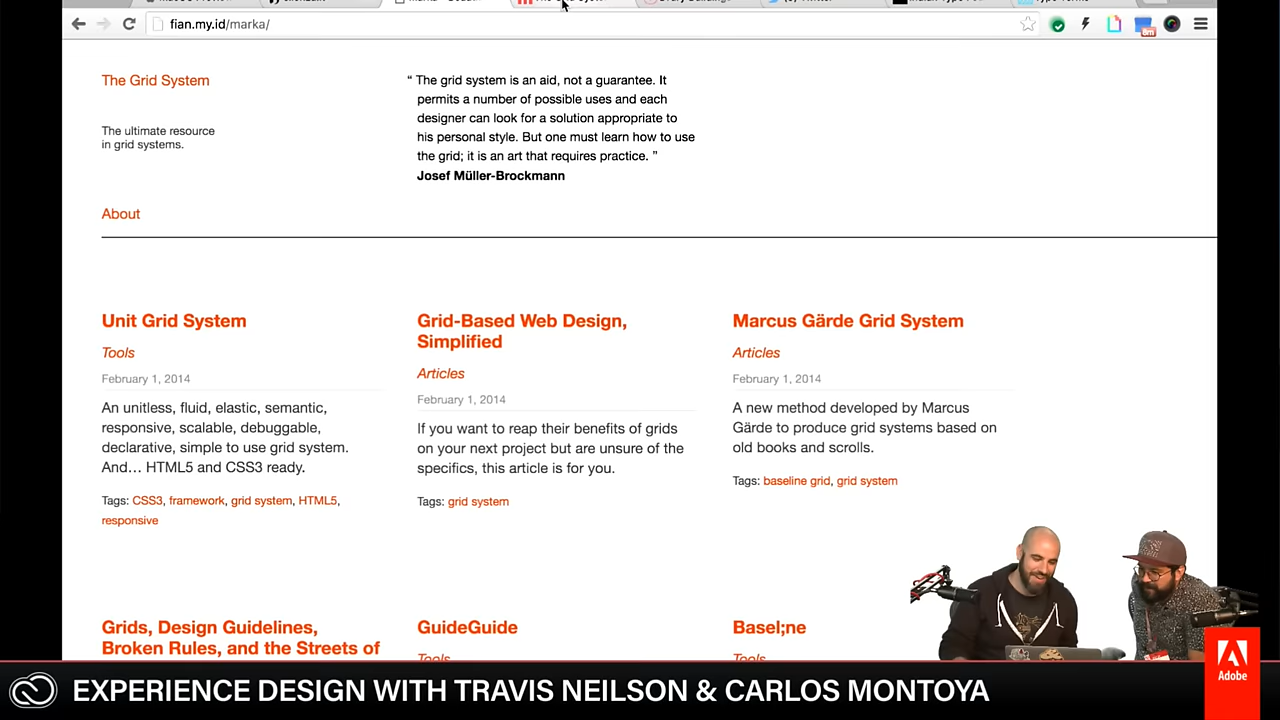 fian.my.id/marka/
The Grid System
The ultimate resource
in grid systems.
About
“ The grid system is an aid, not a guarantee. It
permits a number of possible uses and each
designer can look for a solution appropriate to
his personal style. But one must learn how to use
the grid; it is an art that requires practice. ”
Josef Müller-Brockmann
Unit Grid System
Tools
February 1, 2014
An unitless, fluid, elastic, semantic,
responsive, scalable, debuggable,
declarative, simple to use grid system.
And… HTML5 and CSS3 ready.
Tags: CSS3, framework, grid system, HTML5,
responsive
Grid-Based Web Design,
Simplified
Articles
February 1, 2014
If you want to reap their benefits of grids
on your next project but are unsure of the
specifics, this article is for you.
Tags: grid system
Marcus Gärde Grid System
Articles
February 1, 2014
A new method developed by Marcus
Gärde to produce grid systems based on
old books and scrolls.
Tags: baseline grid, grid system
Grids, Design Guidelines,
Broken Rules, and the Streets of
GuideGuide
Tools
Basel;ne
Tools
EXPERIENCE DESIGN WITH TRAVIS NEILSON & CARLOS MONTOYA
Adobe